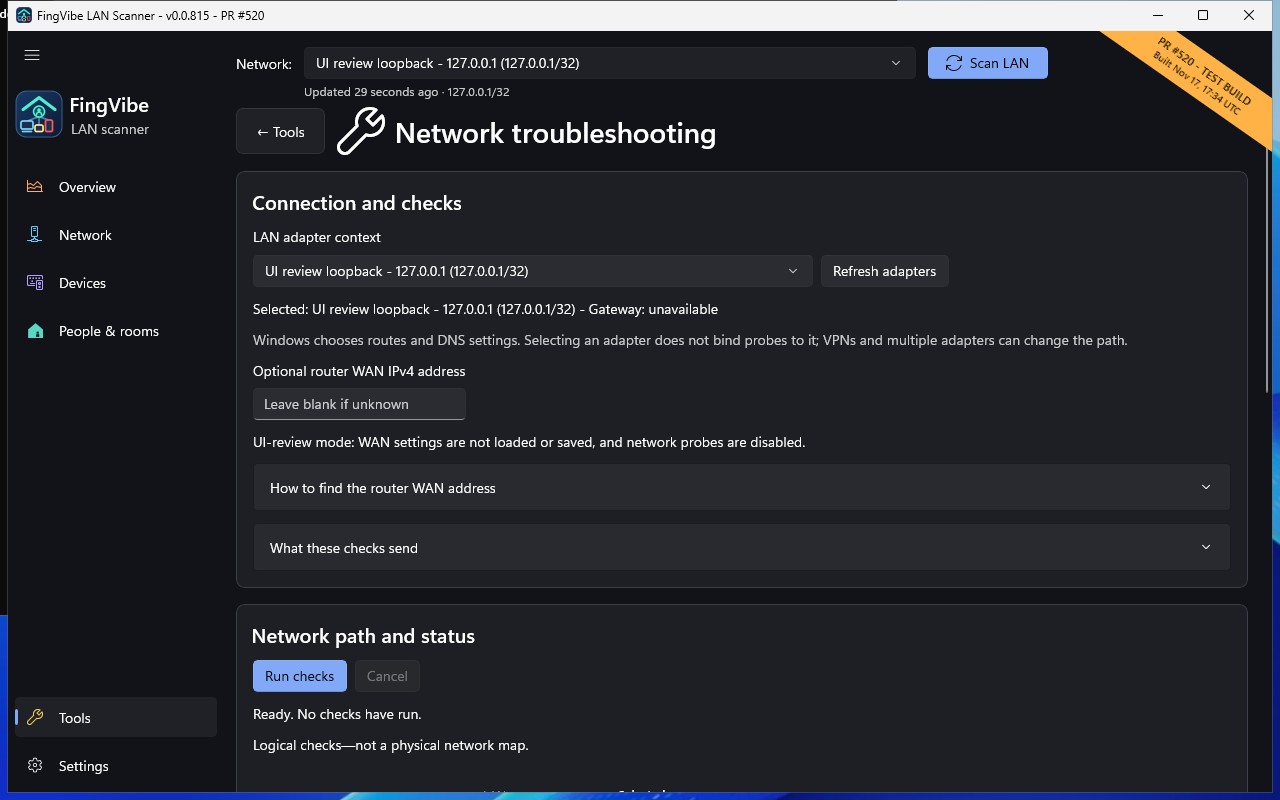 FingVibe LAN Scanner - v0.0.815 - PR #520
Network:
UI review loopback - 127.0.0.1 (127.0.0.1/32)
Scan LAN
Updated 29 seconds ago · 127.0.0.1/32
PR #520 - TEST BUILD
Built Nov 17, 17:34 UTC
FingVibe
LAN scanner
Overview
Network
Devices
People & rooms
Tools
Settings
← Tools
Network troubleshooting
Connection and checks
LAN adapter context
UI review loopback - 127.0.0.1 (127.0.0.1/32)
Refresh adapters
Selected: UI review loopback - 127.0.0.1 (127.0.0.1/32) - Gateway: unavailable
Windows chooses routes and DNS settings. Selecting an adapter does not bind probes to it; VPNs and multiple adapters can change the path.
Optional router WAN IPv4 address
Leave blank if unknown
UI-review mode: WAN settings are not loaded or saved, and network probes are disabled.
How to find the router WAN address
What these checks send
Network path and status
Run checks
Cancel
Ready. No checks have run.
Logical checks—not a physical network map.